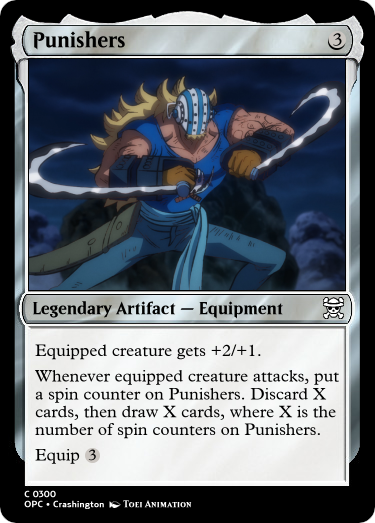 Punishers 3
Legendary Artifact — Equipment
Equipped creature gets +2/+1.
Whenever equipped creature attacks, put
a spin counter on Punishers. Discard X
cards, then draw X cards, where X is the
number of spin counters on Punishers.
Equip 3
C 0300
OPC • Crashington Toei Animation